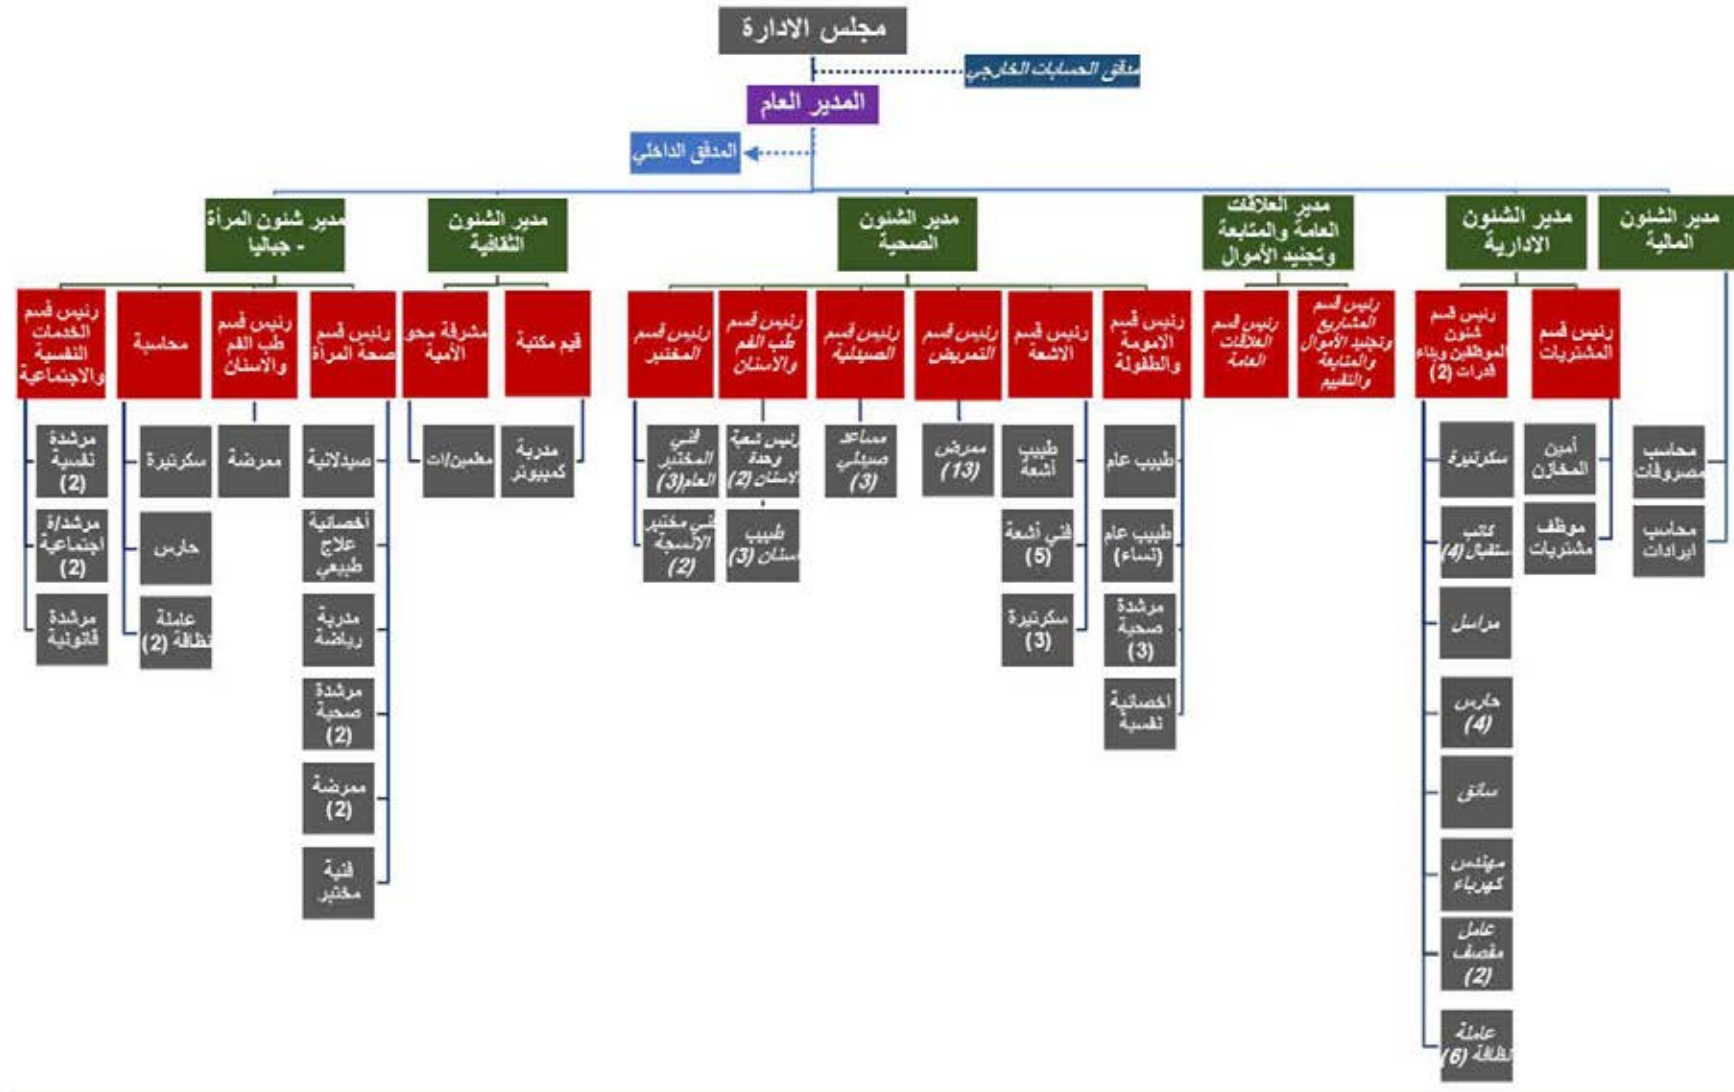 مجلس الادارة
مدقق الحسابات الخارجي
المدير العام
المدقق الداخلي
مدير الشئون
المالية
مدير الشئون
الادارية
مدير العلاقات
العامة والمتابعة
وتجنيد الأموال
مدير الشئون
الصحية
مدير الشئون
الثقافية
مدير شئون المرأة
- جباليا
رئيس قسم
المشتريات
رئيس قسم
شئون
الموظفين وبناء
قدرات (2)
رئيس قسم
المشاريع
وتجنيد الأموال
والمتابعة
والتقييم
رئيس قسم
العلاقات
العامة
رئيس قسم
الامومة
والطفولة
رئيس قسم
الاشعة
رئيس قسم
التمريض
رئيس قسم
الصيدلية
رئيس قسم
طب الفم
والأسنان
رئيس قسم
المختبر
قيم مكتبة
مشرفة محو
الأمية
رئيس قسم
صحة المرأة
رئيس قسم
طب الفم
والاسنان
محاسبة
رئيس قسم
الخدمات
النفسية
والاجتماعية
محاسب
مصروفات
محاسب
ايرادات
أمين
المخازن
موظف
مشتريات
سكرتيرة
كاتب
ستقبال (4)
مراسل
حارس
(4)
سائق
مهندس
كهرباء
عامل
مقصف
(2)
عاملة
نظافة (6)
طبيب عام
طبيب عام
(نساء)
مرشدة
صحية
(3)
اخصائية
نفسية
طبيب
أشعة
فني أشعة
(5)
سكرتيرة
(3)
ممرض
(13)
مساعد
صيدلي
(3)
رئيس شعبة
وحدة
الاسنان (2)
طبيب
اسنان (3)
فني
المختبر
العام(3)
فني مختبر
الأنسجة
(2)
مدربة
كمبيوتر
معلمين/ات
صيدلانية
أخصائية
علاج
طبيعي
مدربة
رياضة
مرشدة
صحية
(2)
ممرضة
(2)
فنية
مختبر
ممرضة
سكرتيرة
حارس
عاملة
نظافة (2)
مرشدة
نفسية
(2)
مرشد/ة
اجتماعية
(2)
مرشدة
قانونية